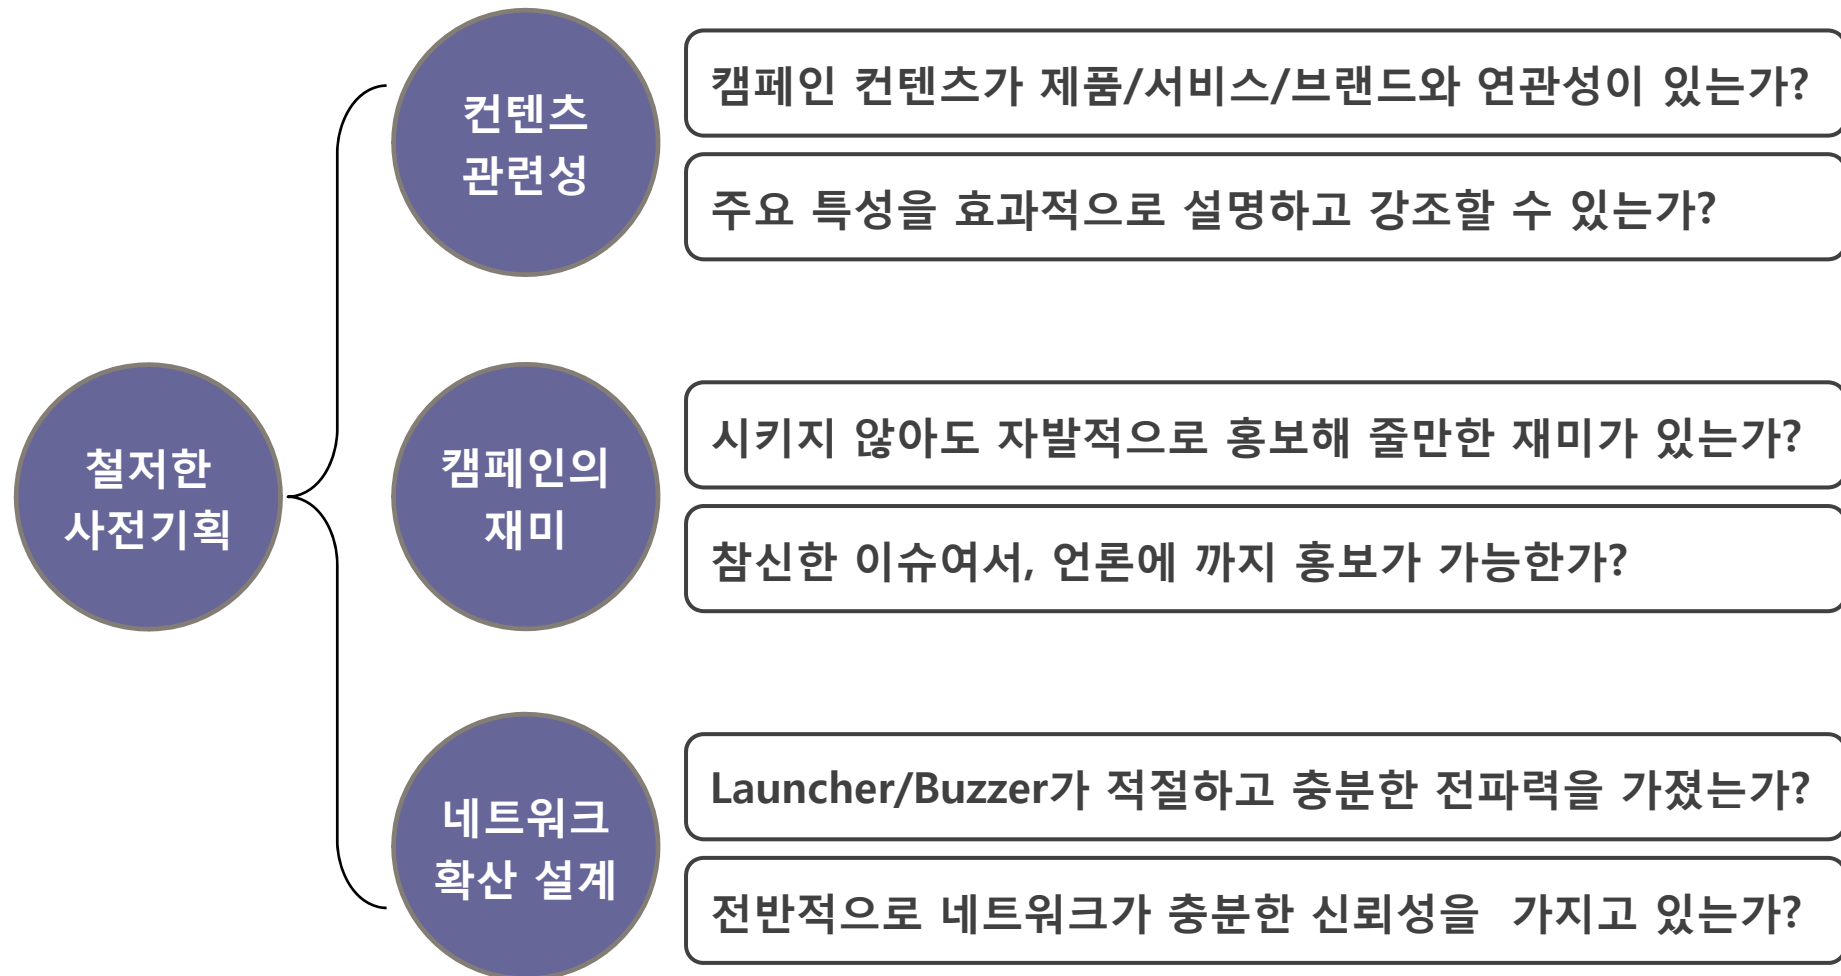 컨텐츠
관련성
캠페인 컨텐츠가 제품/서비스/브랜드와 연관성이 있는가?
주요 특성을 효과적으로 설명하고 강조할 수 있는가?
철저한
사전기획
캠페인의
재미
시키지 않아도 자발적으로 홍보해 줄만한 재미가 있는가?
참신한 이슈여서, 언론에 까지 홍보가 가능한가?
네트워크
확산 설계
Launcher/Buzzer가 적절하고 충분한 전파력을 가졌는가?
전반적으로 네트워크가 충분한 신뢰성을 가지고 있는가?